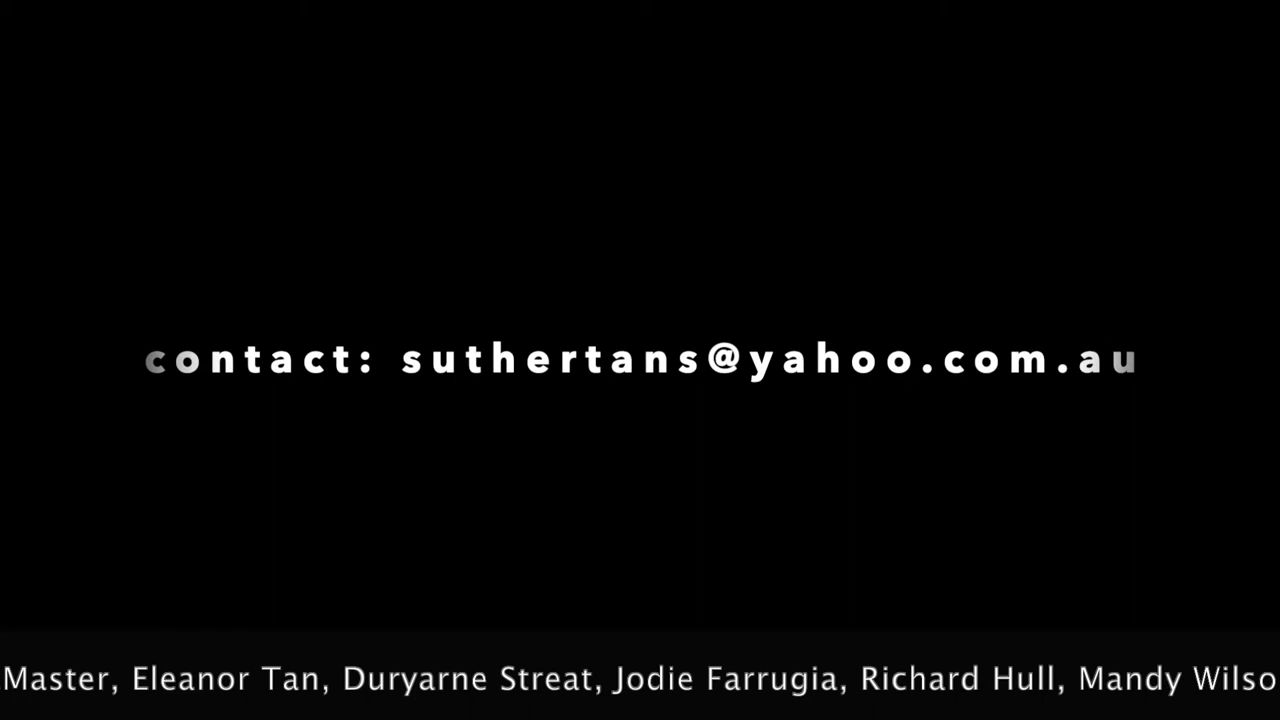 contact: suthertans@yahoo.com.au
Master, Eleanor Tan, Duryarne Streat, Jodie Farrugia, Richard Hull, Mandy Wilso